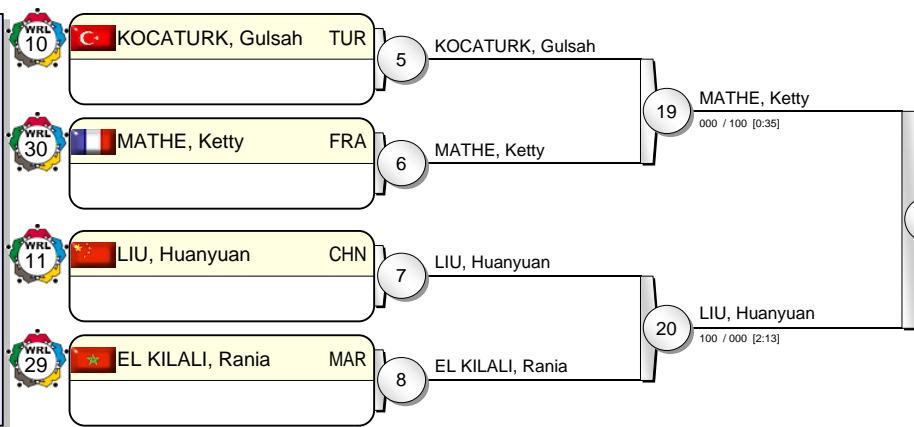 WRL
10
KOCATURK, Gulsah TUR
5
KOCATURK, Gulsah
19
MATHE, Ketty
000 / 100 [0:35]
WRL
30
MATHE, Ketty FRA
6
MATHE, Ketty
WRL
11
LIU, Huanyuan CHN
7
LIU, Huanyuan
20
LIU, Huanyuan
100 / 000 [2:13]
WRL
29
EL KILALI, Rania MAR
8
EL KILALI, Rania